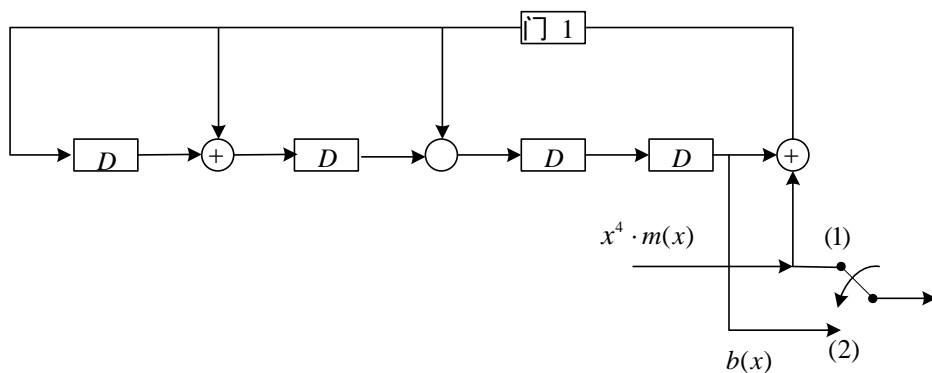 门 1
D
+
D
D
D
+
x⁴ · m(x)
(1)
b(x)
(2)